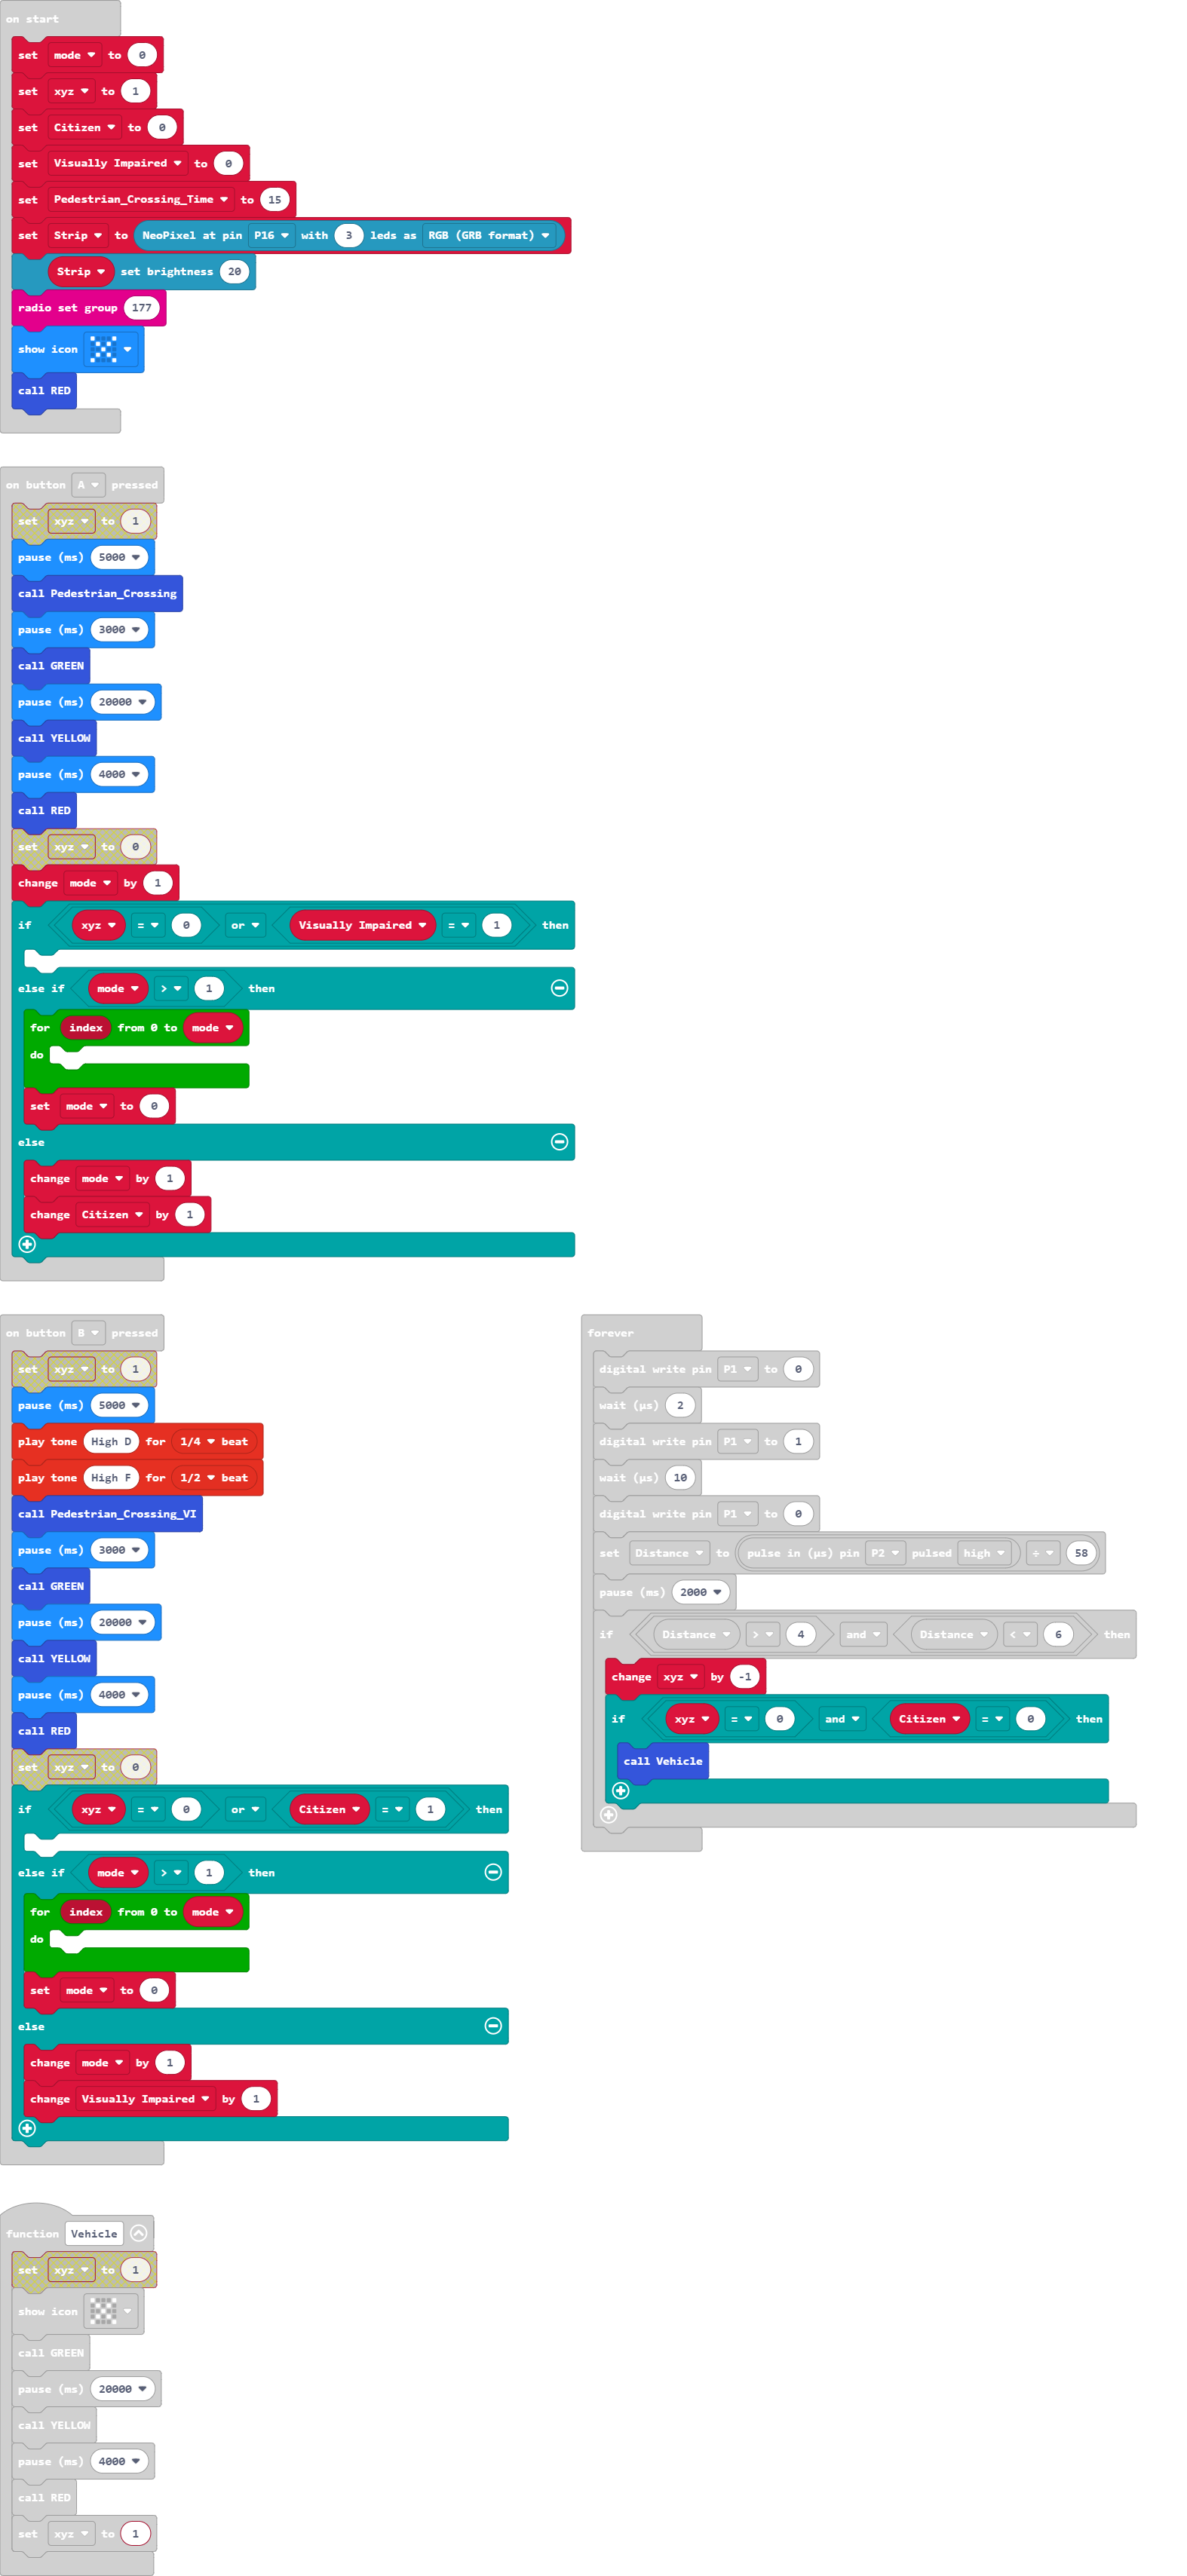 on start
set mode to 0
set xyz to 1
set Citizen to 0
set Visually Impaired to 0
set Pedestrian_Crossing_Time to 15
set Strip to NeoPixel at pin P16 with 3 leds as RGB (GRB format)
Strip set brightness 20
radio set group 177
show icon
call RED
on button A pressed
set xyz to 1
pause (ms) 5000
call Pedestrian_Crossing
pause (ms) 3000
call GREEN
pause (ms) 20000
call YELLOW
pause (ms) 4000
call RED
set xyz to 0
change mode by 1
if xyz = 0 or Visually Impaired = 1 then
else if mode > 1 then
for index from 0 to mode
do
set mode to 0
else
change mode by 1
change Citizen by 1
on button B pressed
set xyz to 1
pause (ms) 5000
play tone High D for 1/4 beat
play tone High F for 1/2 beat
call Pedestrian_Crossing_VI
pause (ms) 3000
call GREEN
pause (ms) 20000
call YELLOW
pause (ms) 4000
call RED
set xyz to 0
if xyz = 0 or Citizen = 1 then
else if mode > 1 then
for index from 0 to mode
do
set mode to 0
else
change mode by 1
change Visually Impaired by 1
forever
digital write pin P1 to 0
wait (µs) 2
digital write pin P1 to 1
wait (µs) 10
digital write pin P1 to 0
set Distance to pulse in (µs) pin P2 pulsed high ÷ 58
pause (ms) 2000
if Distance > 4 and Distance < 6 then
change xyz by -1
if xyz = 0 and Citizen = 0 then
call Vehicle
function Vehicle
set xyz to 1
show icon
call GREEN
pause (ms) 20000
call YELLOW
pause (ms) 4000
call RED
set xyz to 1